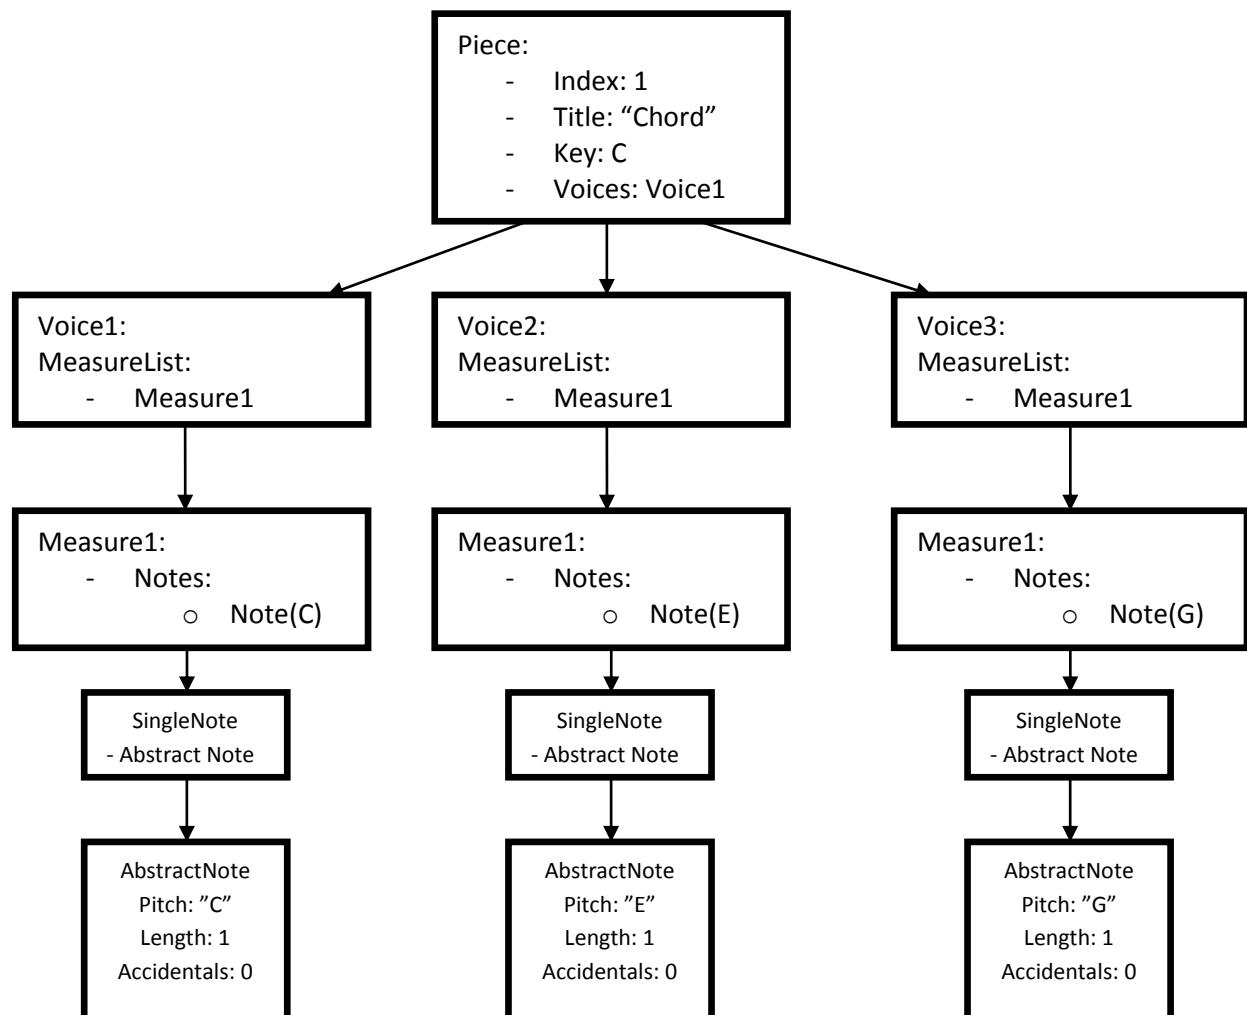 Piece:
- Index: 1
- Title: “Chord”
- Key: C
- Voices: Voice1
Voice1:
MeasureList:
- Measure1
Voice2:
MeasureList:
- Measure1
Voice3:
MeasureList:
- Measure1
Measure1:
- Notes:
o Note(C)
Measure1:
- Notes:
o Note(E)
Measure1:
- Notes:
o Note(G)
SingleNote
- Abstract Note
SingleNote
- Abstract Note
SingleNote
- Abstract Note
AbstractNote
Pitch: ”C”
Length: 1
Accidentals: 0
AbstractNote
Pitch: ”E”
Length: 1
Accidentals: 0
AbstractNote
Pitch: ”G”
Length: 1
Accidentals: 0